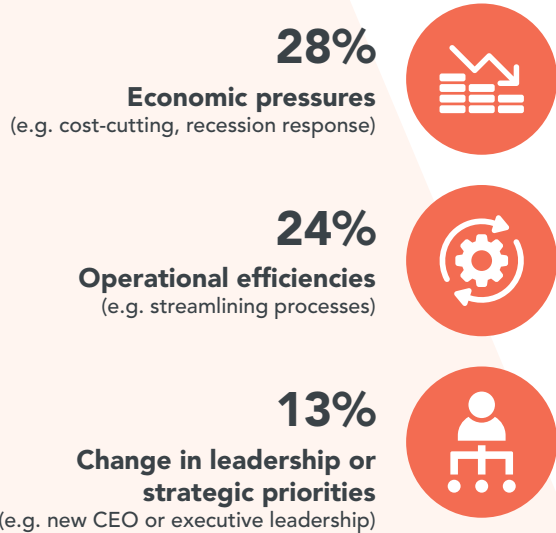 28%
Economic pressures
(e.g. cost-cutting, recession response)
24%
Operational efficiencies
(e.g. streamlining processes)
13%
Change in leadership or
strategic priorities
(e.g. new CEO or executive leadership)